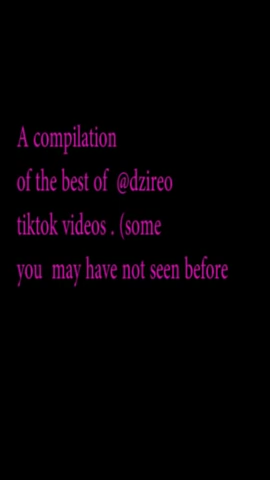 A compilation
of the best of @dzireo
tiktok videos . (some
you may have not seen before